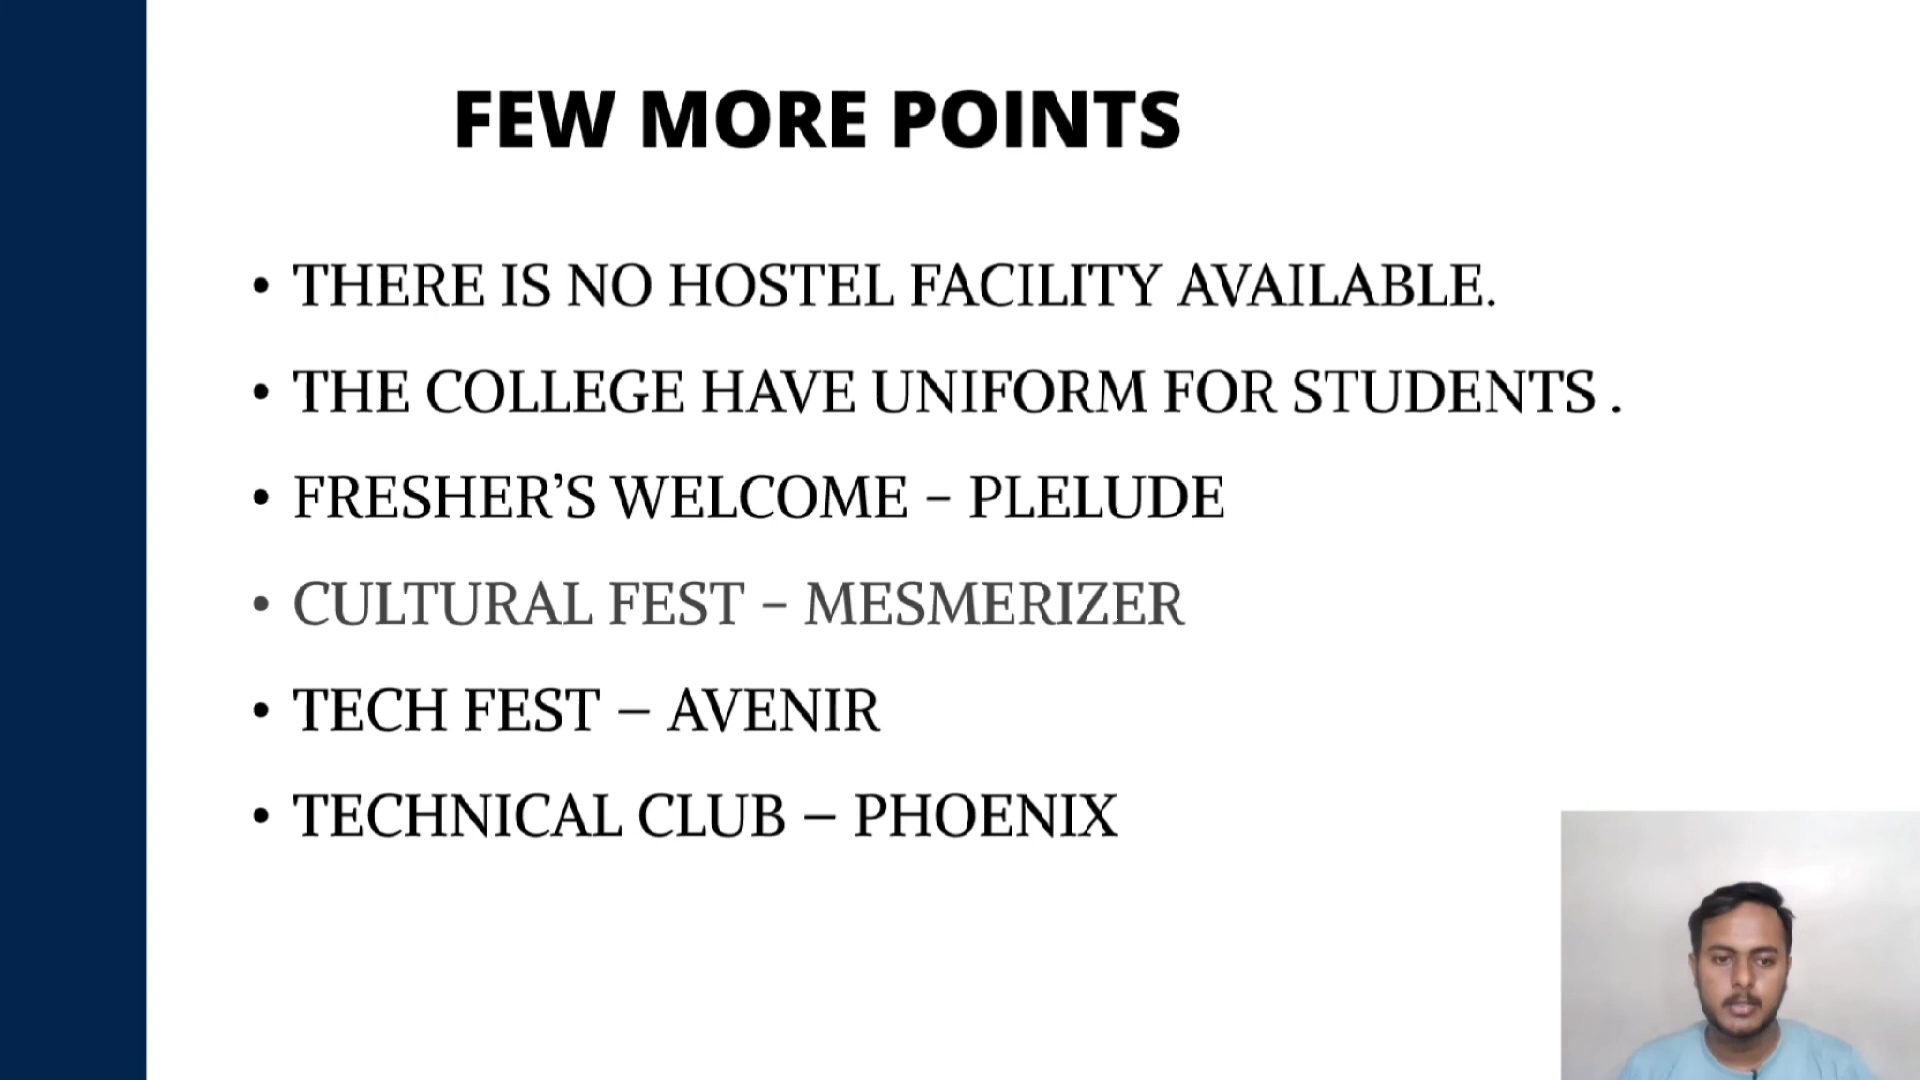 FEW MORE POINTS
• THERE IS NO HOSTEL FACILITY AVAILABLE.
• THE COLLEGE HAVE UNIFORM FOR STUDENTS .
• FRESHER’S WELCOME – PLELUDE
• CULTURAL FEST – MESMERIZER
• TECH FEST – AVENIR
• TECHNICAL CLUB – PHOENIX